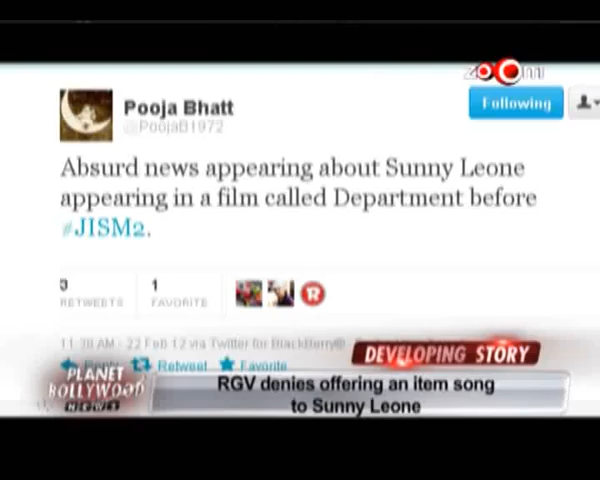 zoom
Pooja Bhatt
@PoojaB1972
Following
Absurd news appearing about Sunny Leone
appearing in a film called Department before
#JISM2.
3
RETWEETS
1
FAVORITE
R
11:38 AM - 22 Feb 12 via Twitter for BlackBerry®
Reply Retweet Favorite
DEVELOPING STORY
PLANET
BOLLYWOOD
NEWS
RGV denies offering an item song
to Sunny Leone